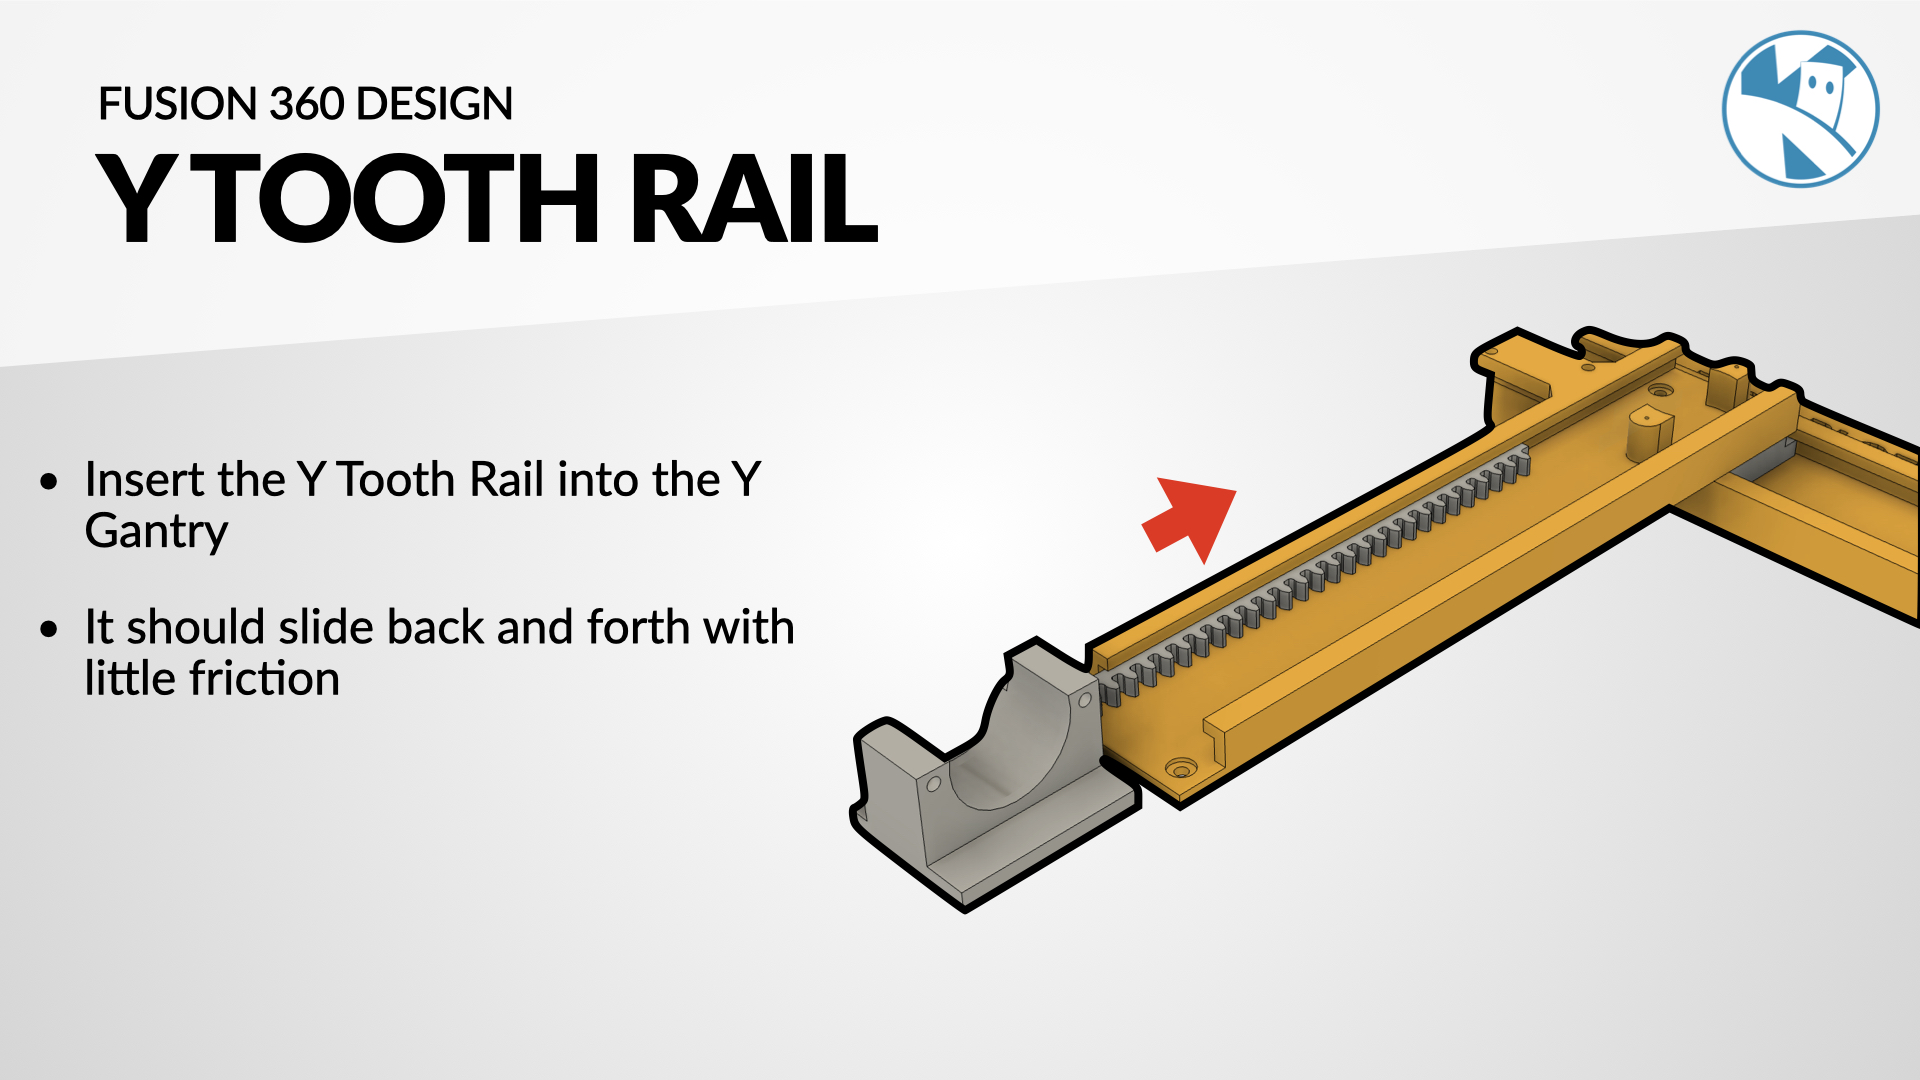 FUSION 360 DESIGN
Y TOOTH RAIL
• Insert the Y Tooth Rail into the Y
Gantry
• It should slide back and forth with
little friction